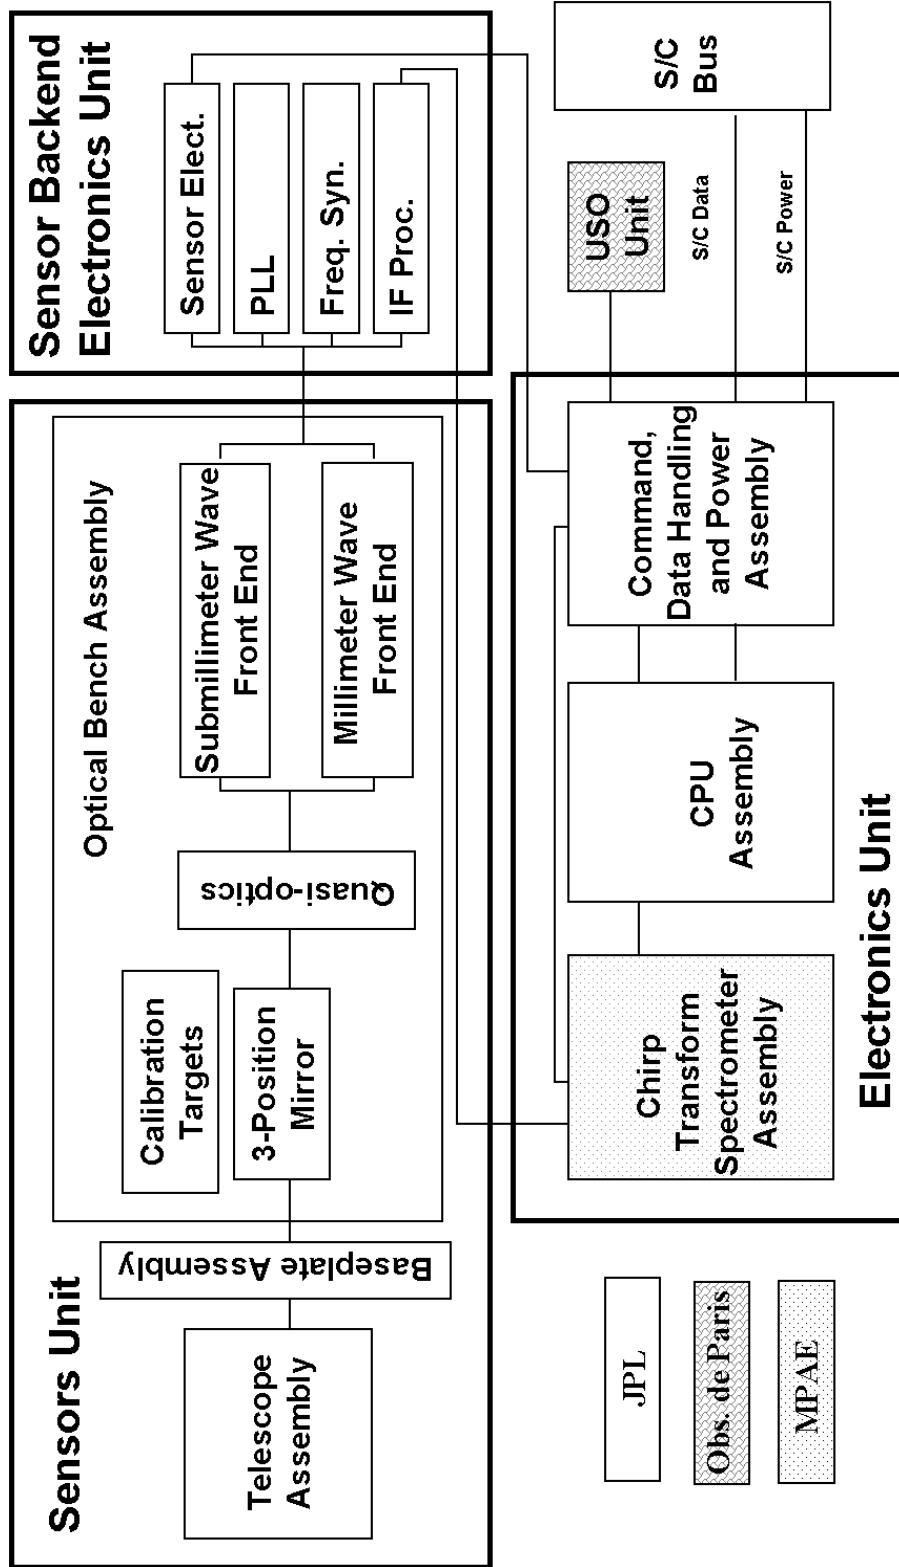 Sensors Unit
Telescope
Assembly
Baseplate Assembly
Optical Bench Assembly
Calibration
Targets
3-Position
Mirror
Quasi-optics
Submillimeter Wave
Front End
Millimeter Wave
Front End
Sensor Backend
Electronics Unit
Sensor Elect.
PLL
Freq. Syn.
IF Proc.
JPL
Obs. de Paris
MPAE
Chirp
Transform
Spectrometer
Assembly
CPU
Assembly
Command,
Data Handling
and Power
Assembly
Electronics Unit
USO
Unit
S/C Data
S/C Power
S/C
Bus